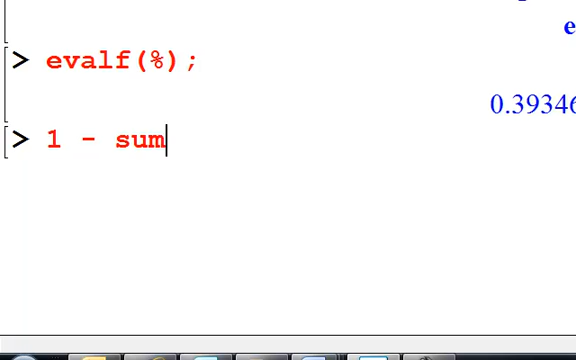 e
> evalf(%);
0.39346
> 1 - sum